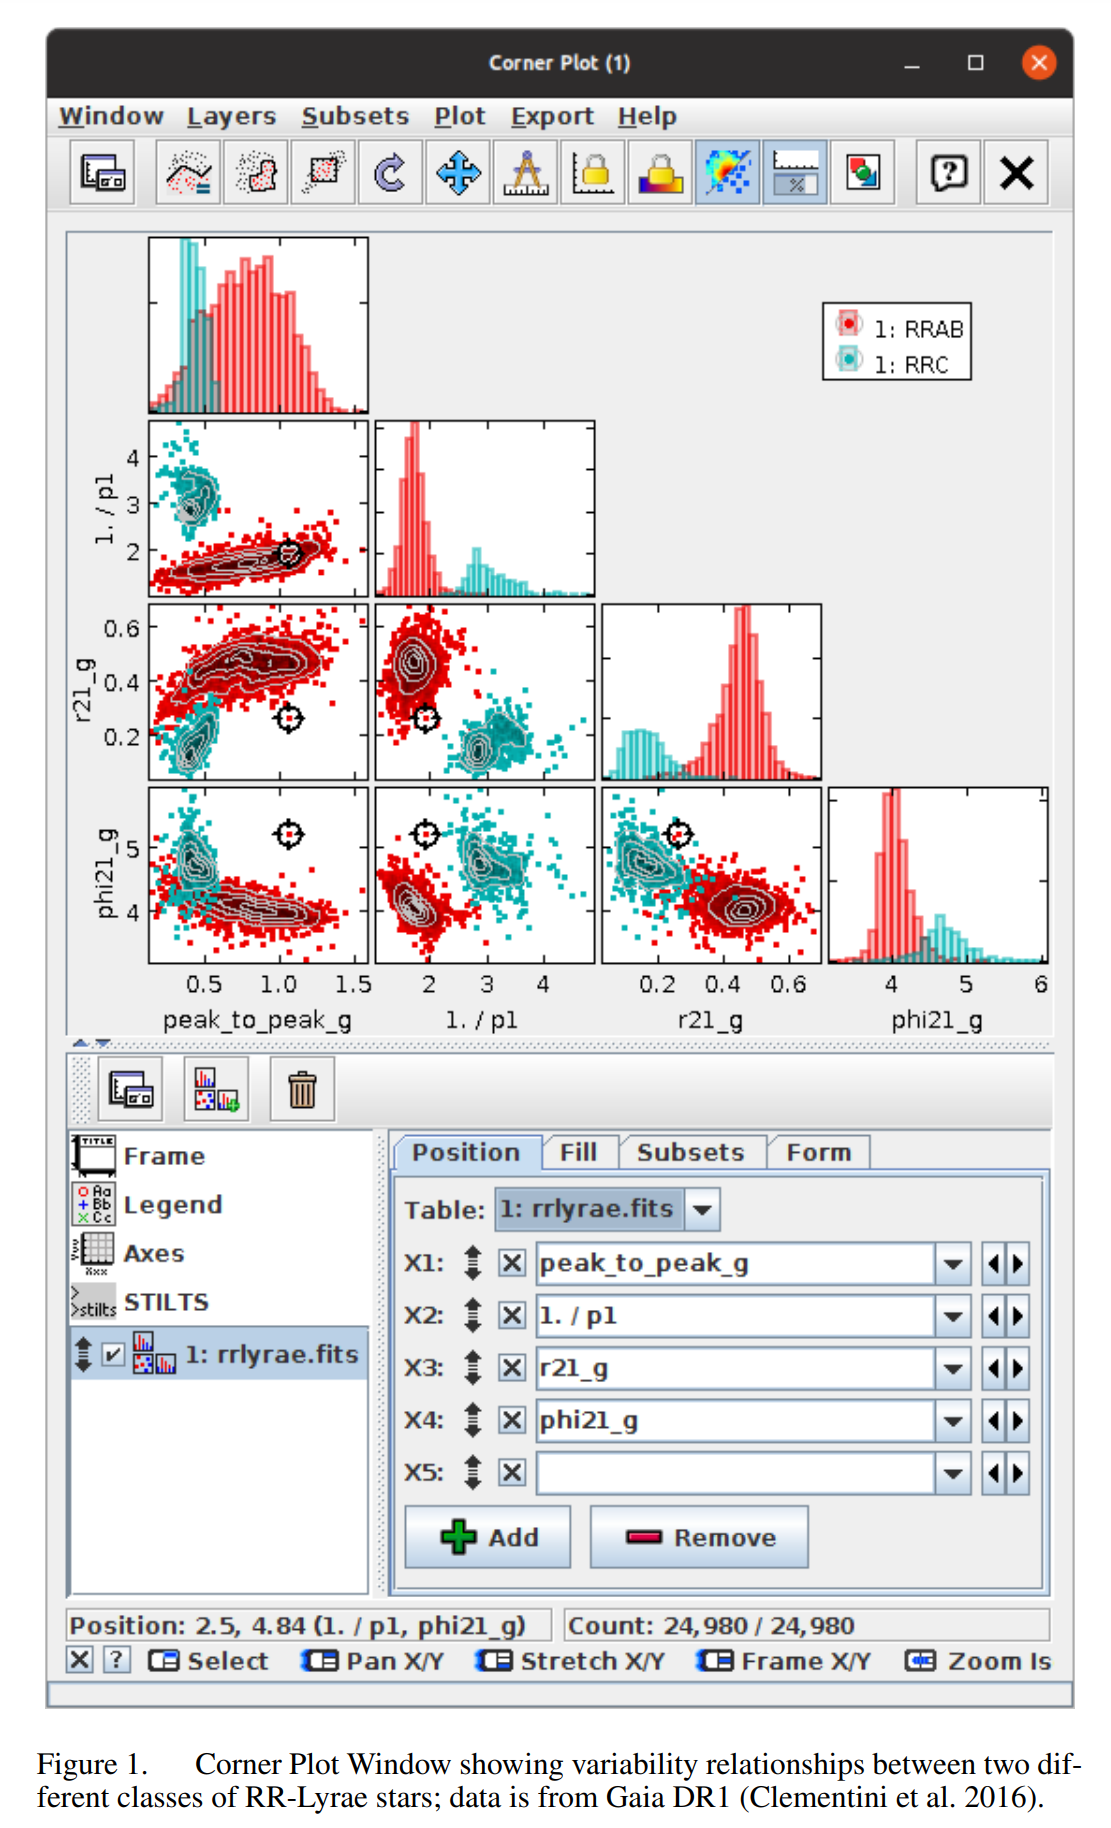 Corner Plot (1)
Window Layers Subsets Plot Export Help
%
1: RRAB
1: RRC
4
3
2
1. / p1
0.6
0.4
0.2
r21_g
5
4
phi21_g
0.5 1.0 1.5 2 3 4 0.2 0.4 0.6 4 5 6
peak_to_peak_g 1. / p1 r21_g phi21_g
TITLE
Frame
Aa
Bb
Cc
Legend
Axes
Xxx
>stilts STILTS
1: rrlyrae.fits
Position Fill Subsets Form
Table: 1: rrlyrae.fits
X1: peak_to_peak_g
X2: 1. / p1
X3: r21_g
X4: phi21_g
X5:
Add Remove
Position: 2.5, 4.84 (1. / p1, phi21_g) Count: 24,980 / 24,980
? Select Pan X/Y Stretch X/Y Frame X/Y Zoom Is
Figure 1. Corner Plot Window showing variability relationships between two dif-
ferent classes of RR-Lyrae stars; data is from Gaia DR1 (Clementini et al. 2016).